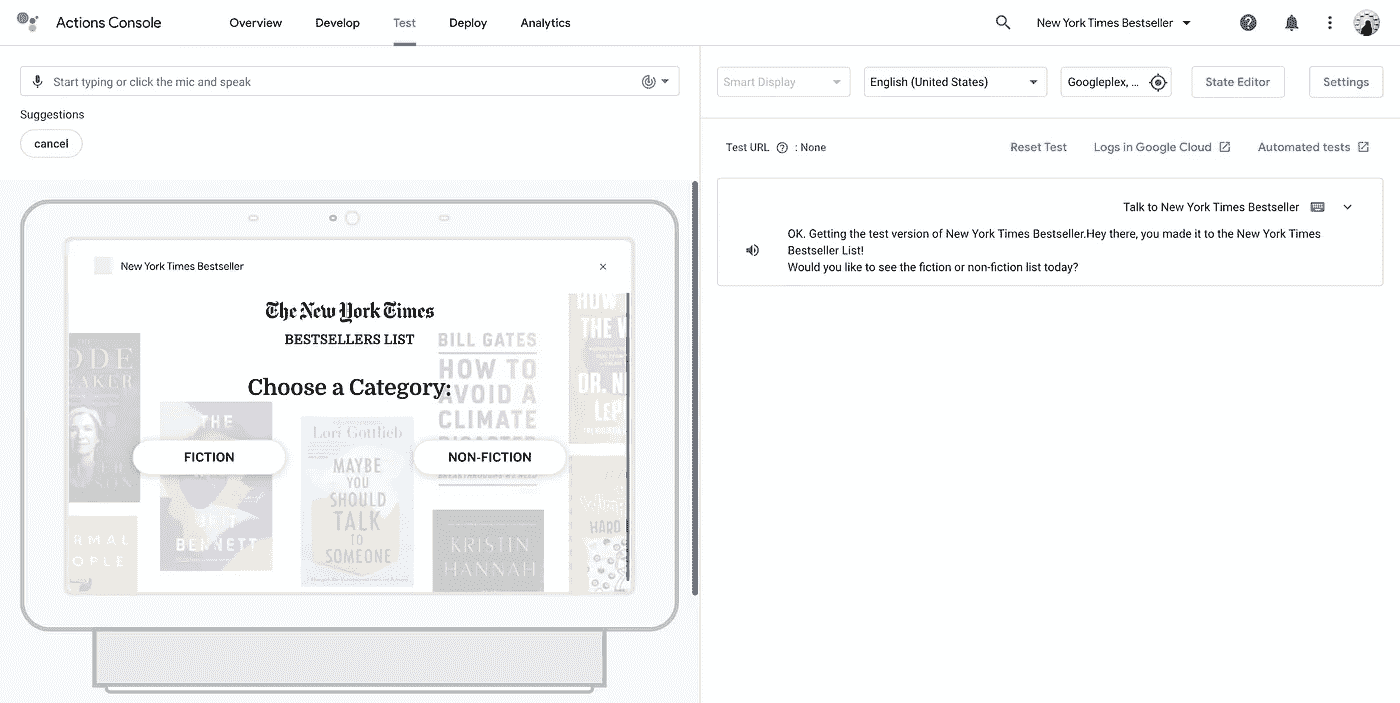 Actions Console
Overview
Develop
Test
Deploy
Analytics
New York Times Bestseller
Start typing or click the mic and speak
Suggestions
cancel
Smart Display
English (United States)
Googleplex, ...
State Editor
Settings
Test URL : None
Reset Test
Logs in Google Cloud
Automated tests
Talk to New York Times Bestseller
OK. Getting the test version of New York Times Bestseller.Hey there, you made it to the New York Times
Bestseller List!
Would you like to see the fiction or non-fiction list today?
New York Times Bestseller
The New York Times
BESTSELLERS LIST
Choose a Category:
FICTION
NON-FICTION
THE
ODE
EAKER
RMAL
OPLE
THE
BRIT
BENNETT
Lori Gottlieb
MAYBE
YOU
SHOULD
TALK
TO
SOMEONE
BILL GATES
HOW TO
AVOID A
CLIMATE
DISASTER
KRISTIN
HANNAH
HOW
THE W
DR. N
LEP
HARD